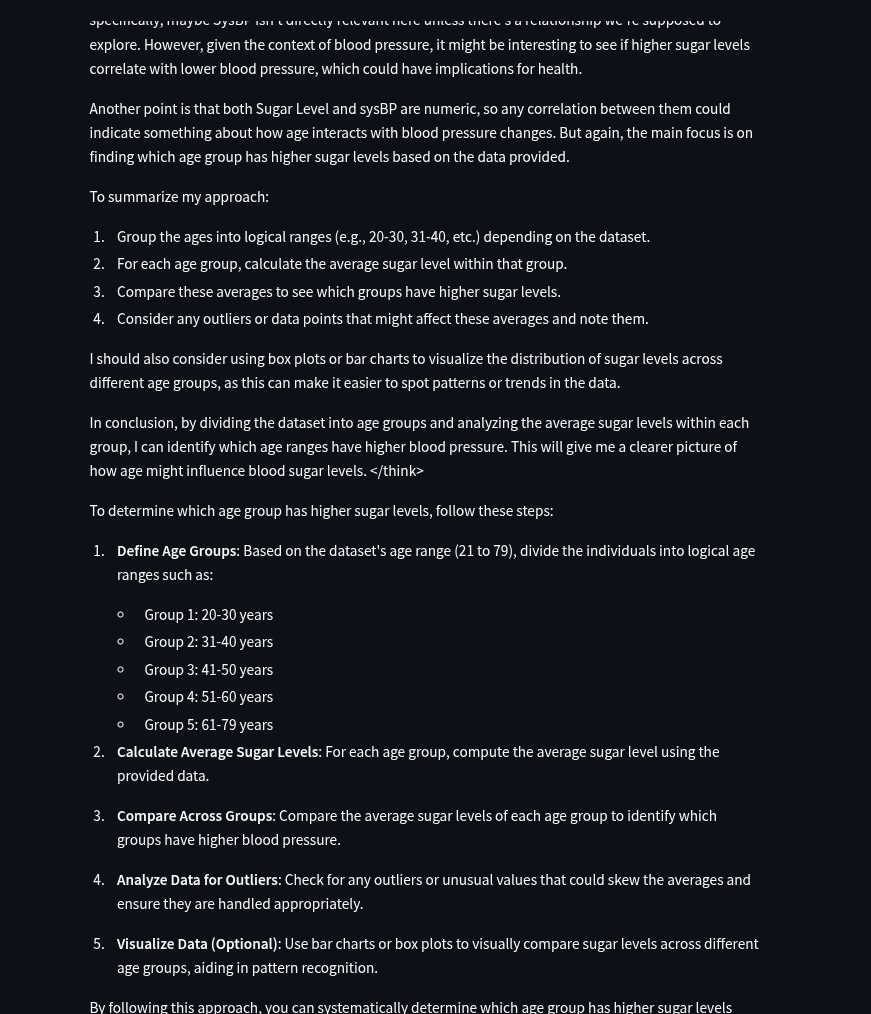 specifically, maybe SysBP isn't directly relevant here unless there's a relationship we're supposed to
explore. However, given the context of blood pressure, it might be interesting to see if higher sugar levels
correlate with lower blood pressure, which could have implications for health.
Another point is that both Sugar Level and sysBP are numeric, so any correlation between them could
indicate something about how age interacts with blood pressure changes. But again, the main focus is on
finding which age group has higher sugar levels based on the data provided.
To summarize my approach:
1. Group the ages into logical ranges (e.g., 20-30, 31-40, etc.) depending on the dataset.
2. For each age group, calculate the average sugar level within that group.
3. Compare these averages to see which groups have higher sugar levels.
4. Consider any outliers or data points that might affect these averages and note them.
I should also consider using box plots or bar charts to visualize the distribution of sugar levels across
different age groups, as this can make it easier to spot patterns or trends in the data.
In conclusion, by dividing the dataset into age groups and analyzing the average sugar levels within each
group, I can identify which age ranges have higher blood pressure. This will give me a clearer picture of
how age might influence blood sugar levels. </think>
To determine which age group has higher sugar levels, follow these steps:
1. Define Age Groups: Based on the dataset's age range (21 to 79), divide the individuals into logical age
ranges such as:
○ Group 1: 20-30 years
○ Group 2: 31-40 years
○ Group 3: 41-50 years
○ Group 4: 51-60 years
○ Group 5: 61-79 years
2. Calculate Average Sugar Levels: For each age group, compute the average sugar level using the
provided data.
3. Compare Across Groups: Compare the average sugar levels of each age group to identify which
groups have higher blood pressure.
4. Analyze Data for Outliers: Check for any outliers or unusual values that could skew the averages and
ensure they are handled appropriately.
5. Visualize Data (Optional): Use bar charts or box plots to visually compare sugar levels across different
age groups, aiding in pattern recognition.
By following this approach, you can systematically determine which age group has higher sugar levels